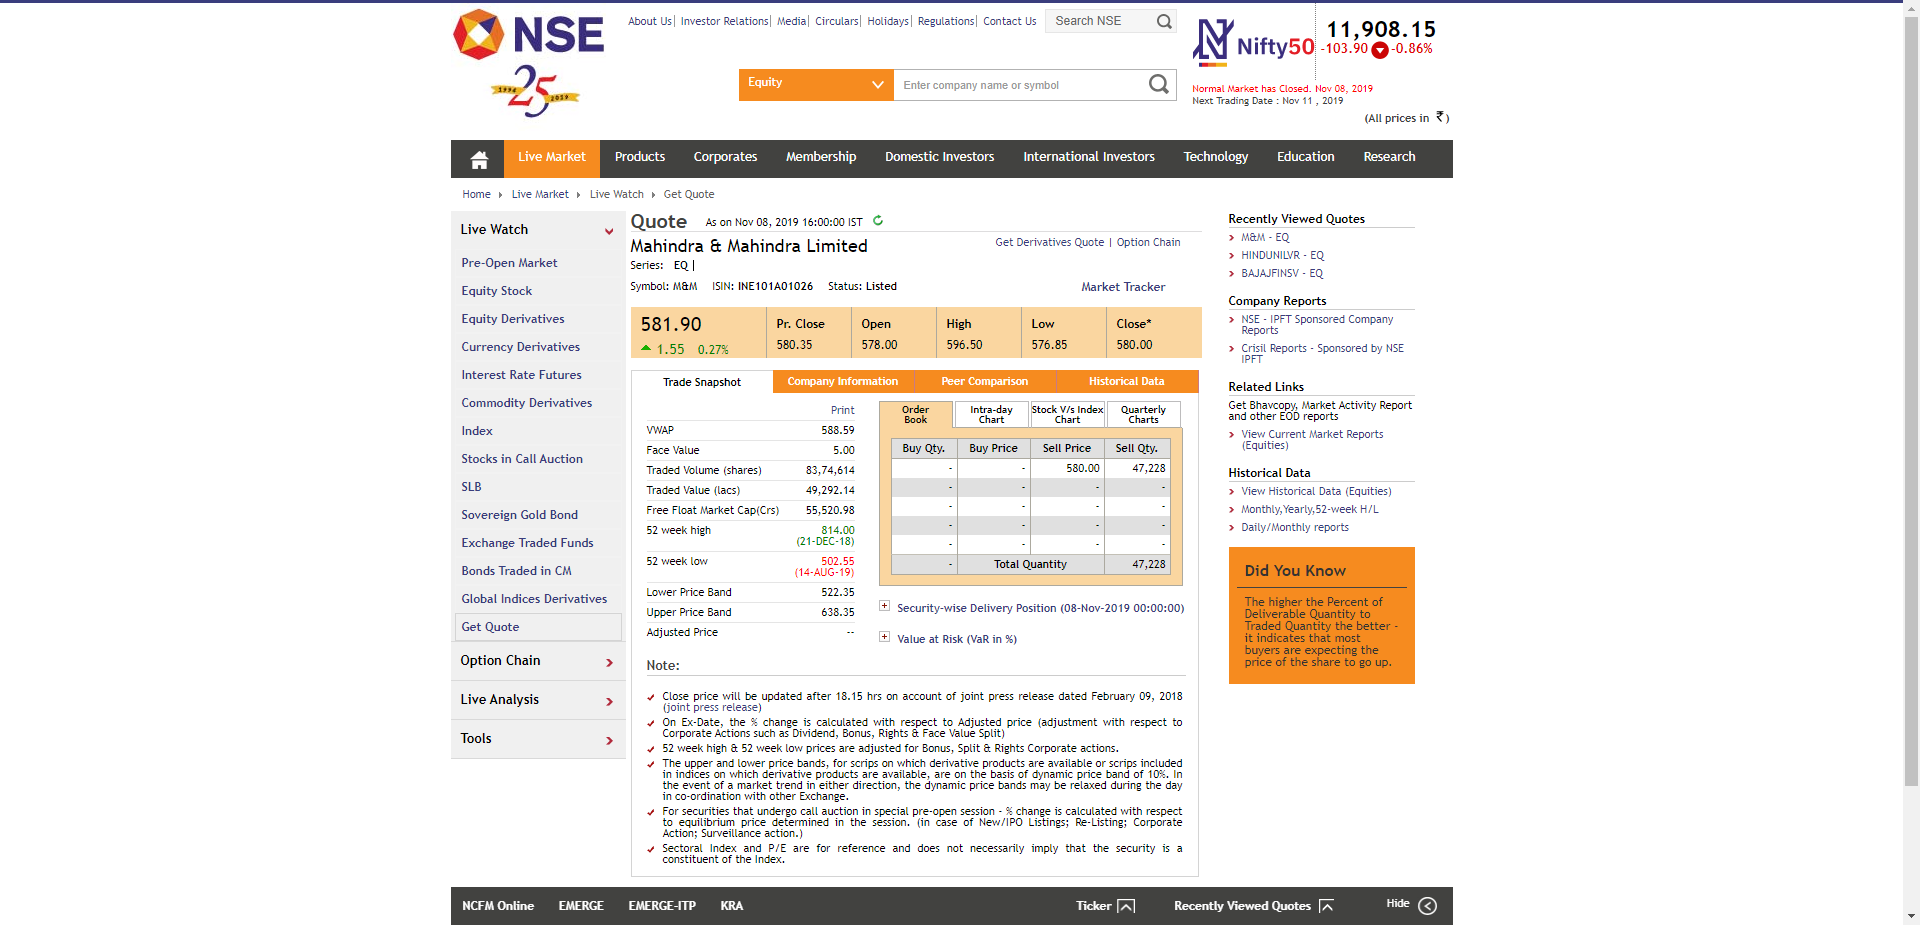 NSE
1994 25 2019
About Us| Investor Relations| Media| Circulars| Holidays| Regulations| Contact Us
Search NSE
Equity
Enter company name or symbol
Nifty50
11,908.15
-103.90 -0.86%
Normal Market has Closed. Nov 08, 2019
Next Trading Date : Nov 11 , 2019
(All prices in ₹)
Live Market Products Corporates Membership Domestic Investors International Investors Technology Education Research
Home Live Market Live Watch Get Quote
Live Watch
Pre-Open Market
Equity Stock
Equity Derivatives
Currency Derivatives
Interest Rate Futures
Commodity Derivatives
Index
Stocks in Call Auction
SLB
Sovereign Gold Bond
Exchange Traded Funds
Bonds Traded in CM
Global Indices Derivatives
Get Quote
Option Chain
Live Analysis
Tools
Quote As on Nov 08, 2019 16:00:00 IST
Mahindra & Mahindra Limited
Get Derivatives Quote | Option Chain
Series: EQ |
Symbol: M&M ISIN: INE101A01026 Status: Listed
Market Tracker
581.90 Pr. Close Open High Low Close*
1.55 0.27% 580.35 578.00 596.50 576.85 580.00
Trade Snapshot Company Information Peer Comparison Historical Data
Print
VWAP 588.59
Face Value 5.00
Traded Volume (shares) 83,74,614
Traded Value (lacs) 49,292.14
Free Float Market Cap(Crs) 55,520.98
52 week high 814.00
(21-DEC-18)
52 week low 502.55
(14-AUG-19)
Lower Price Band 522.35
Upper Price Band 638.35
Adjusted Price --
Order Book
Intra-day Chart
Stock V/s Index Chart
Quarterly Charts
Buy Qty. Buy Price Sell Price Sell Qty.
- - 580.00 47,228
- - - -
- - - -
- - - -
- - - -
- Total Quantity 47,228
Security-wise Delivery Position (08-Nov-2019 00:00:00)
Value at Risk (VaR in %)
Note:
Close price will be updated after 18.15 hrs on account of joint press release dated February 09, 2018
(joint press release)
On Ex-Date, the % change is calculated with respect to Adjusted price (adjustment with respect to
Corporate Actions such as Dividend, Bonus, Rights & Face Value Split)
52 week high & 52 week low prices are adjusted for Bonus, Split & Rights Corporate actions.
The upper and lower price bands, for scrips on which derivative products are available or scrips included
in indices on which derivative products are available, are on the basis of dynamic price band of 10%. In
the event of a market trend in either direction, the dynamic price bands may be relaxed during the day
in co-ordination with other Exchange.
For securities that undergo call auction in special pre-open session - % change is calculated with respect
to equilibrium price determined in the session. (in case of New/IPO Listings; Re-Listing; Corporate
Action; Surveillance action.)
Sectoral Index and P/E are for reference and does not necessarily imply that the security is a
constituent of the Index.
Recently Viewed Quotes
M&M - EQ
HINDUNILVR - EQ
BAJAJFINSV - EQ
Company Reports
NSE - IPFT Sponsored Company
Reports
Crisil Reports - Sponsored by NSE
IPFT
Related Links
Get Bhavcopy, Market Activity Report
and other EOD reports
View Current Market Reports
(Equities)
Historical Data
View Historical Data (Equities)
Monthly,Yearly,52-week H/L
Daily/Monthly reports
Did You Know
The higher the Percent of
Deliverable Quantity to
Traded Quantity the better -
it indicates that most
buyers are expecting the
price of the share to go up.
NCFM Online EMERGE EMERGE-ITP KRA Ticker Recently Viewed Quotes Hide